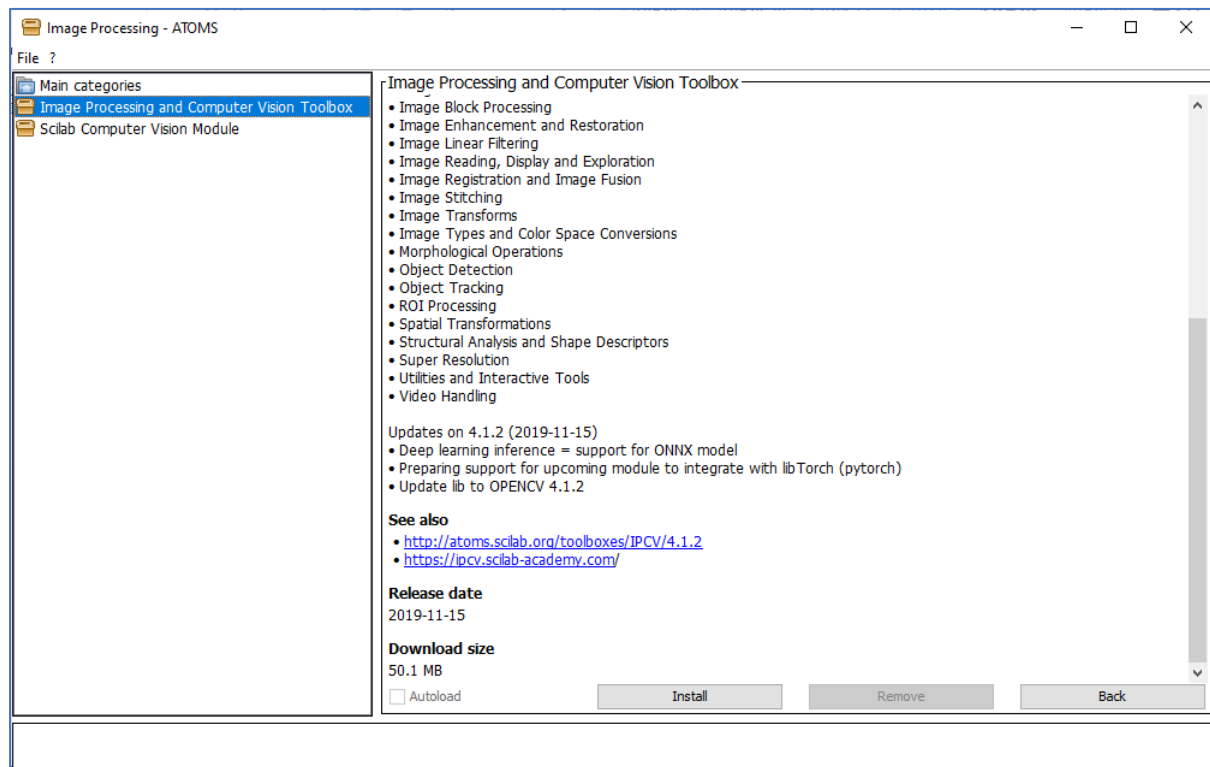 Image Processing - ATOMS
File ?
Main categories
Image Processing and Computer Vision Toolbox
Scilab Computer Vision Module
Image Processing and Computer Vision Toolbox
• Image Block Processing
• Image Enhancement and Restoration
• Image Linear Filtering
• Image Reading, Display and Exploration
• Image Registration and Image Fusion
• Image Stitching
• Image Transforms
• Image Types and Color Space Conversions
• Morphological Operations
• Object Detection
• Object Tracking
• ROI Processing
• Spatial Transformations
• Structural Analysis and Shape Descriptors
• Super Resolution
• Utilities and Interactive Tools
• Video Handling
Updates on 4.1.2 (2019-11-15)
• Deep learning inference = support for ONNX model
• Preparing support for upcoming module to integrate with libTorch (pytorch)
• Update lib to OPENCV 4.1.2
See also
• http://atoms.scilab.org/toolboxes/IPCV/4.1.2
• https://ipcv.scilab-academy.com/
Release date
2019-11-15
Download size
50.1 MB
Autoload Install Remove Back